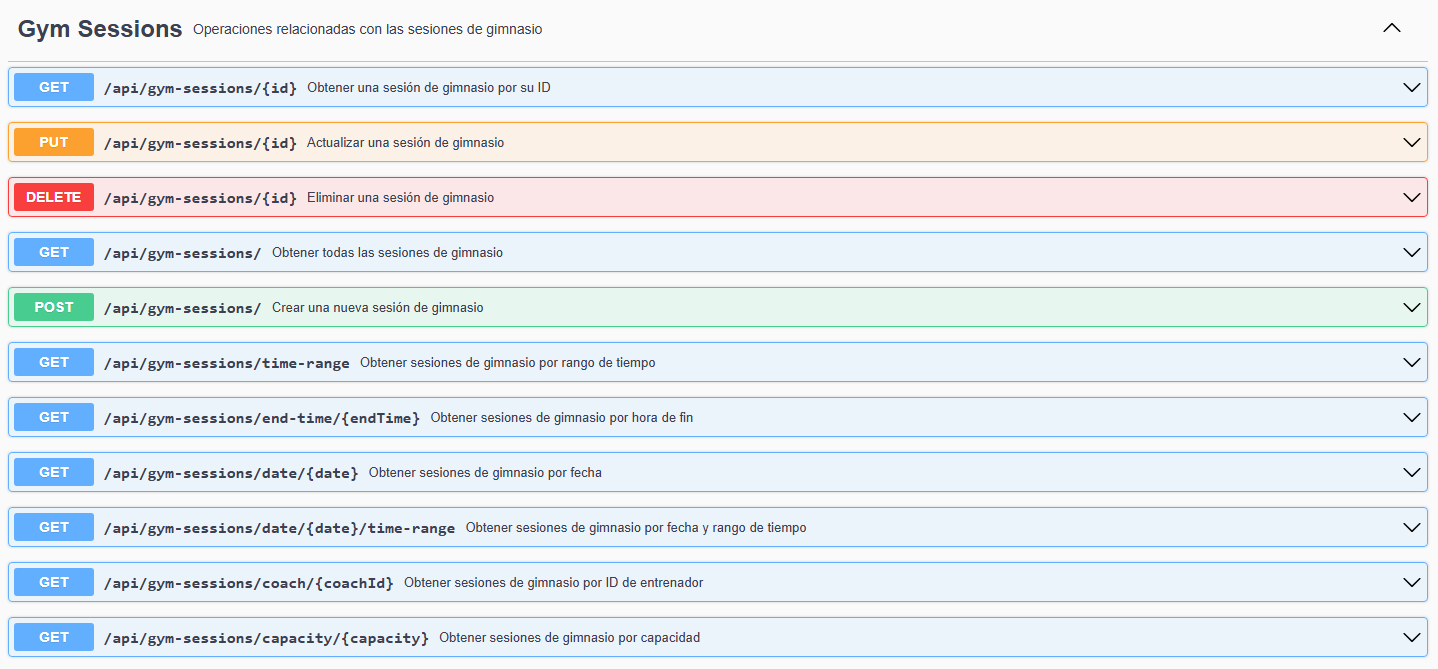 Gym Sessions Operaciones relacionadas con las sesiones de gimnasio
GET /api/gym-sessions/{id} Obtener una sesión de gimnasio por su ID
PUT /api/gym-sessions/{id} Actualizar una sesión de gimnasio
DELETE /api/gym-sessions/{id} Eliminar una sesión de gimnasio
GET /api/gym-sessions/ Obtener todas las sesiones de gimnasio
POST /api/gym-sessions/ Crear una nueva sesión de gimnasio
GET /api/gym-sessions/time-range Obtener sesiones de gimnasio por rango de tiempo
GET /api/gym-sessions/end-time/{endTime} Obtener sesiones de gimnasio por hora de fin
GET /api/gym-sessions/date/{date} Obtener sesiones de gimnasio por fecha
GET /api/gym-sessions/date/{date}/time-range Obtener sesiones de gimnasio por fecha y rango de tiempo
GET /api/gym-sessions/coach/{coachId} Obtener sesiones de gimnasio por ID de entrenador
GET /api/gym-sessions/capacity/{capacity} Obtener sesiones de gimnasio por capacidad